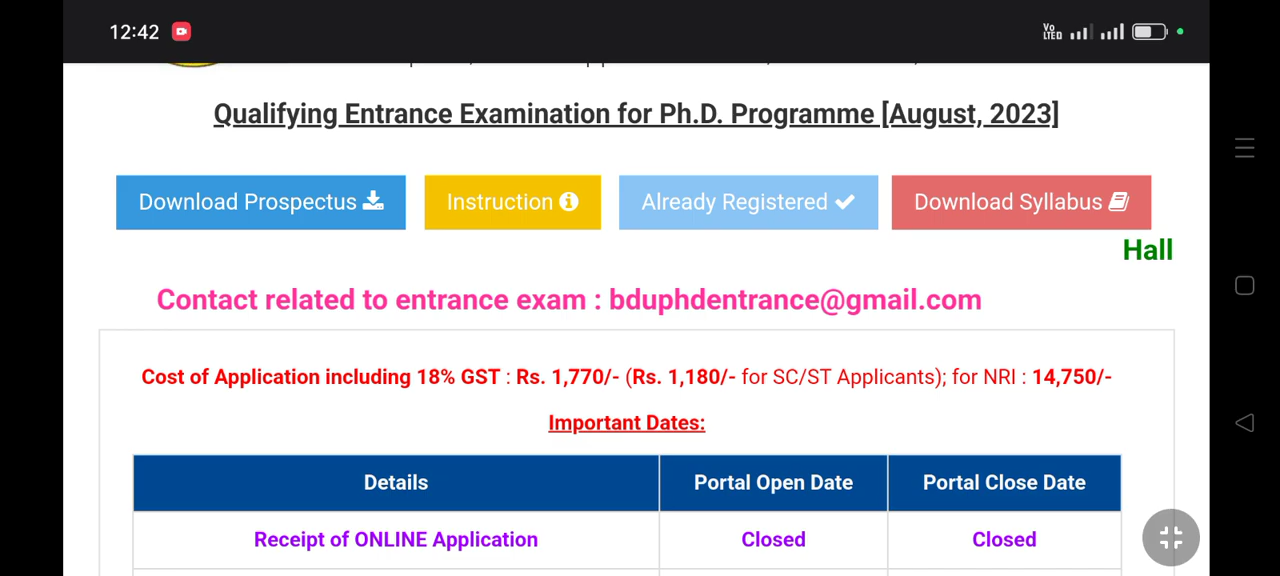 12:42
Vo LTED
Qualifying Entrance Examination for Ph.D. Programme [August, 2023]
Download Prospectus
Instruction
Already Registered
Download Syllabus
Hall
Contact related to entrance exam : bduphdentrance@gmail.com
Cost of Application including 18% GST : Rs. 1,770/- (Rs. 1,180/- for SC/ST Applicants); for NRI : 14,750/-
Important Dates:
Details Portal Open Date Portal Close Date
Receipt of ONLINE Application Closed Closed